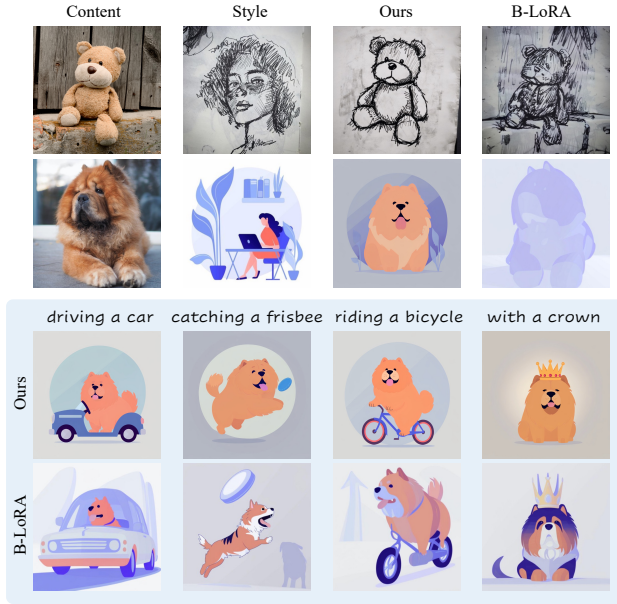 Content Style Ours B-LoRA
driving a car catching a frisbee riding a bicycle with a crown
Ours
B-LoRA